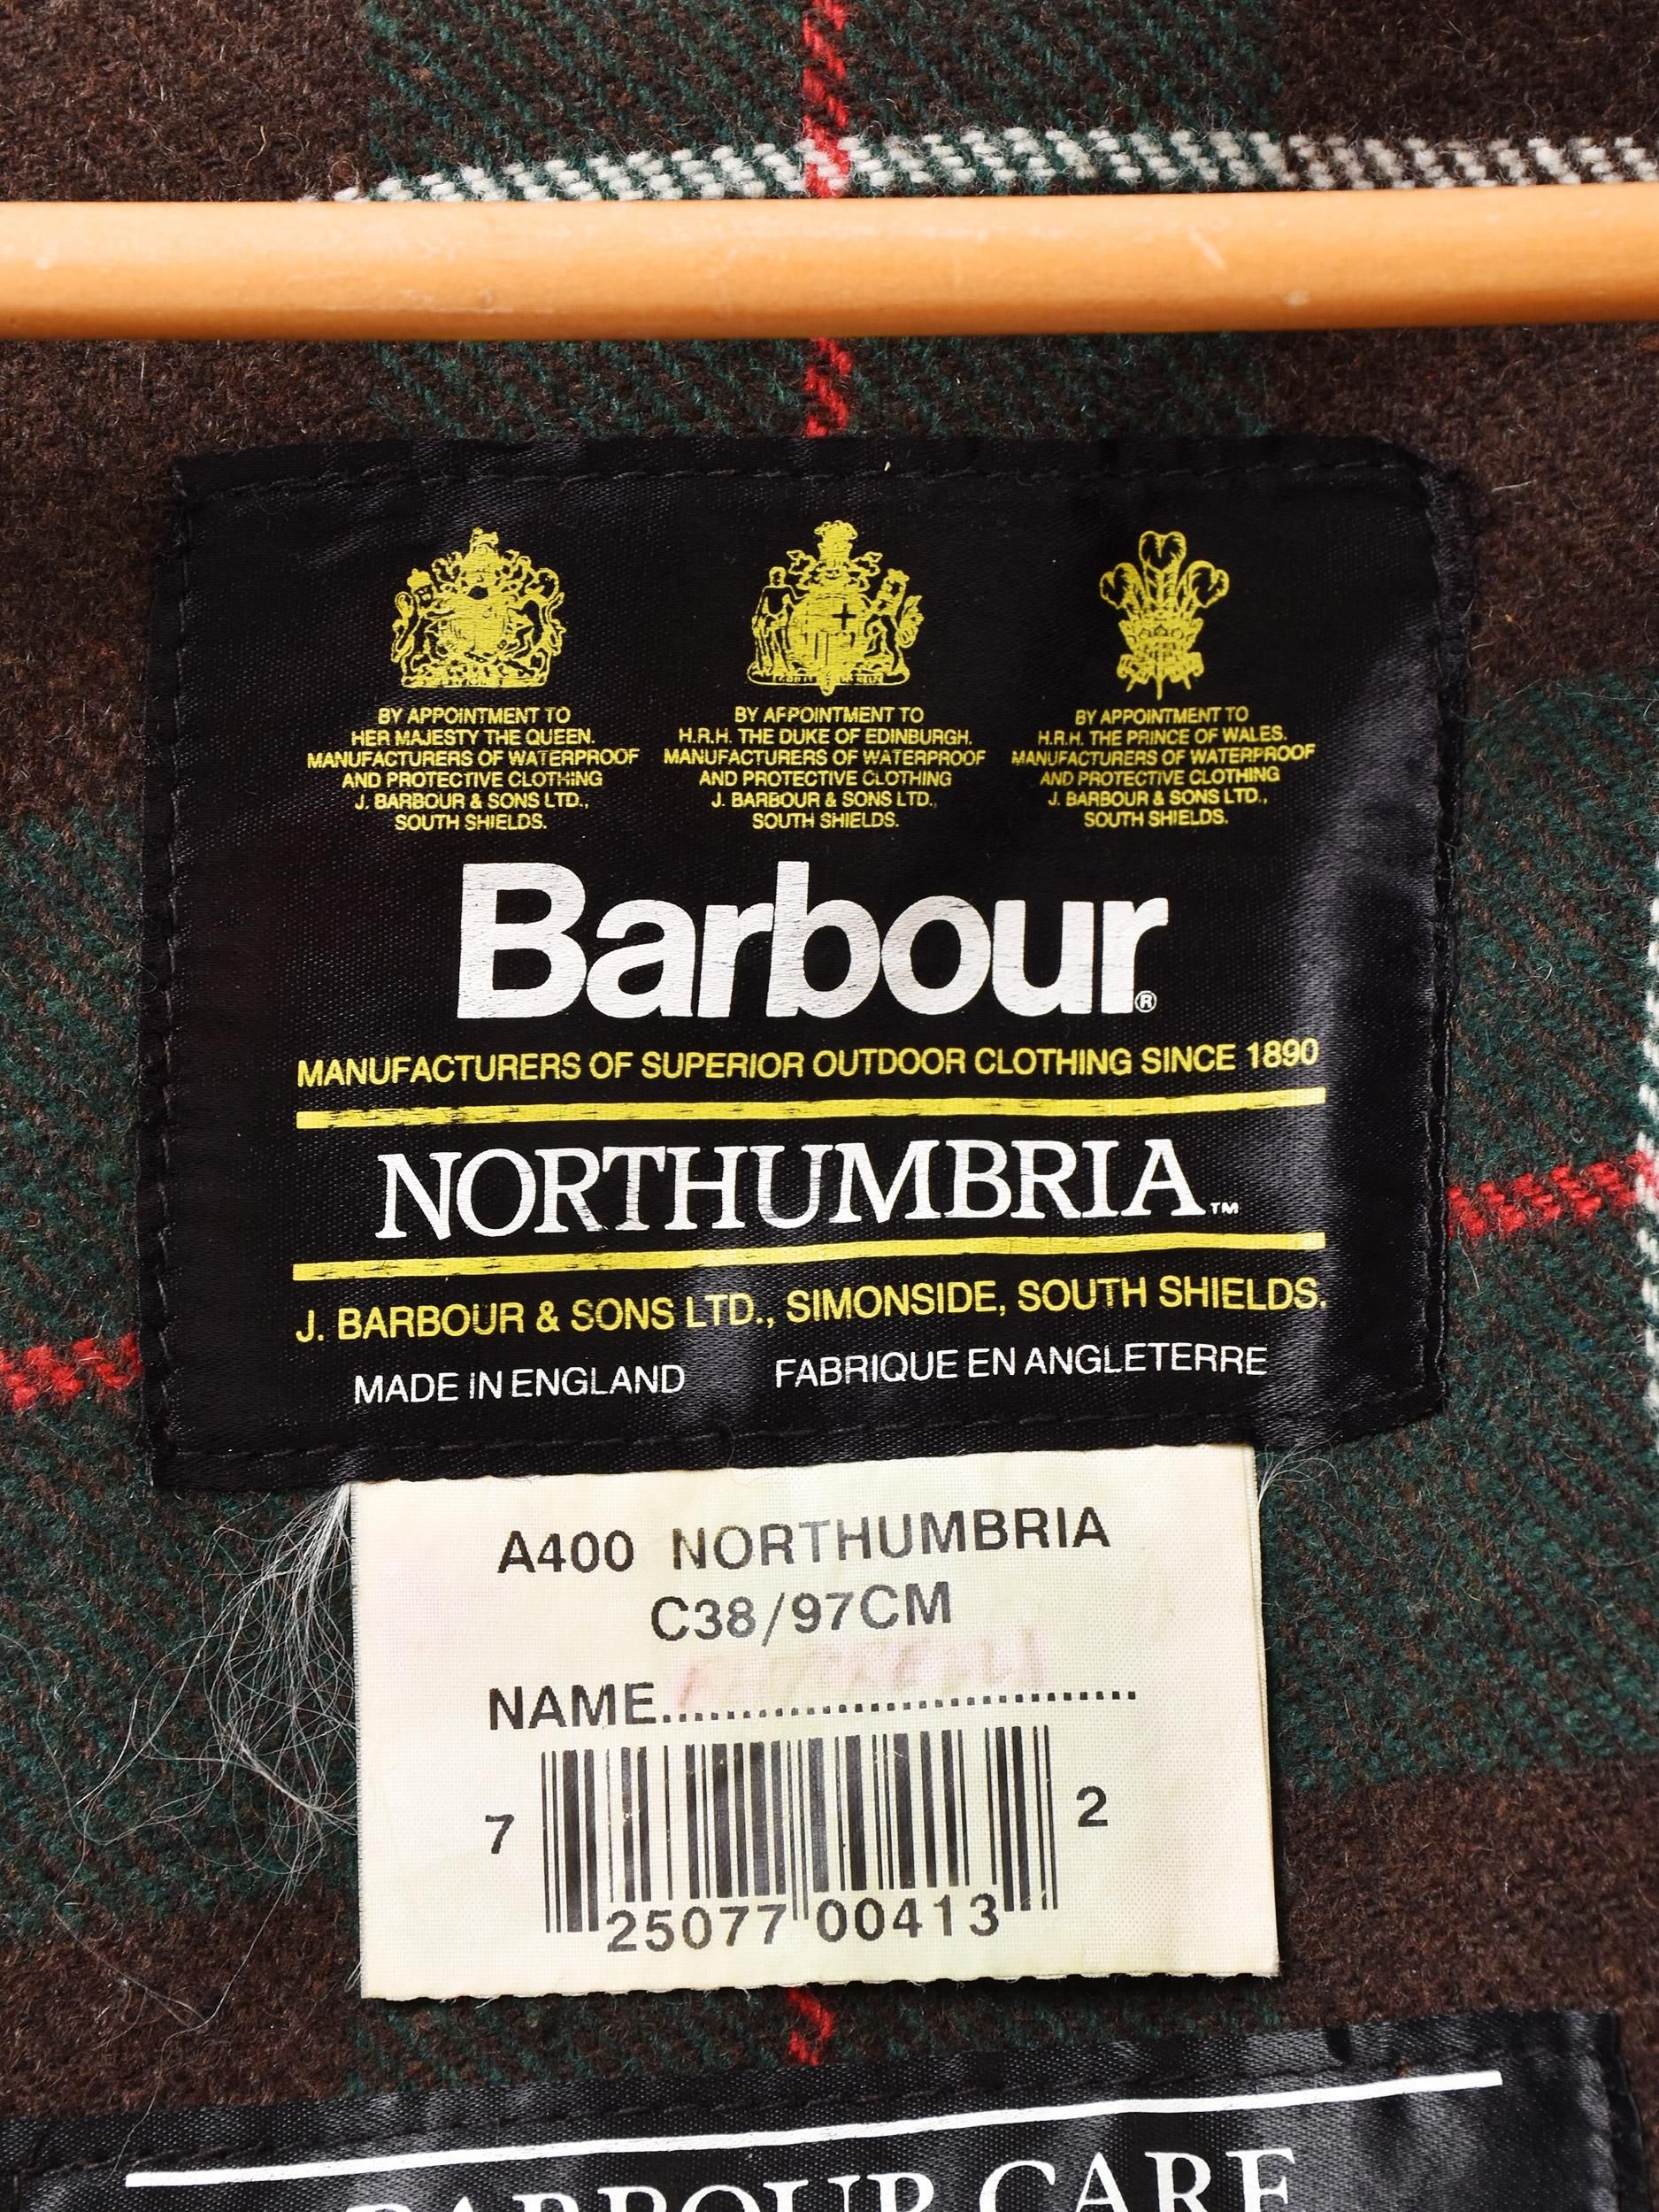 BY APPOINTMENT TO
HER MAJESTY THE QUEEN.
MANUFACTURERS OF WATERPROOF
AND PROTECTIVE CLOTHING
J. BARBOUR & SONS LTD.,
SOUTH SHIELDS.
BY APPOINTMENT TO
H.R.H. THE DUKE OF EDINBURGH.
MANUFACTURERS OF WATERPROOF
AND PROTECTIVE CLOTHING
J. BARBOUR & SONS LTD.,
SOUTH SHIELDS.
BY APPOINTMENT TO
H.R.H. THE PRINCE OF WALES.
MANUFACTURERS OF WATERPROOF
AND PROTECTIVE CLOTHING
J. BARBOUR & SONS LTD.,
SOUTH SHIELDS.
Barbour®
MANUFACTURERS OF SUPERIOR OUTDOOR CLOTHING SINCE 1890
NORTHUMBRIA™
J. BARBOUR & SONS LTD., SIMONSIDE, SOUTH SHIELDS.
MADE IN ENGLAND FABRIQUE EN ANGLETERRE
A400 NORTHUMBRIA
C38/97CM
NAME...................................
7 25077 00413 2
BARBOUR CARE